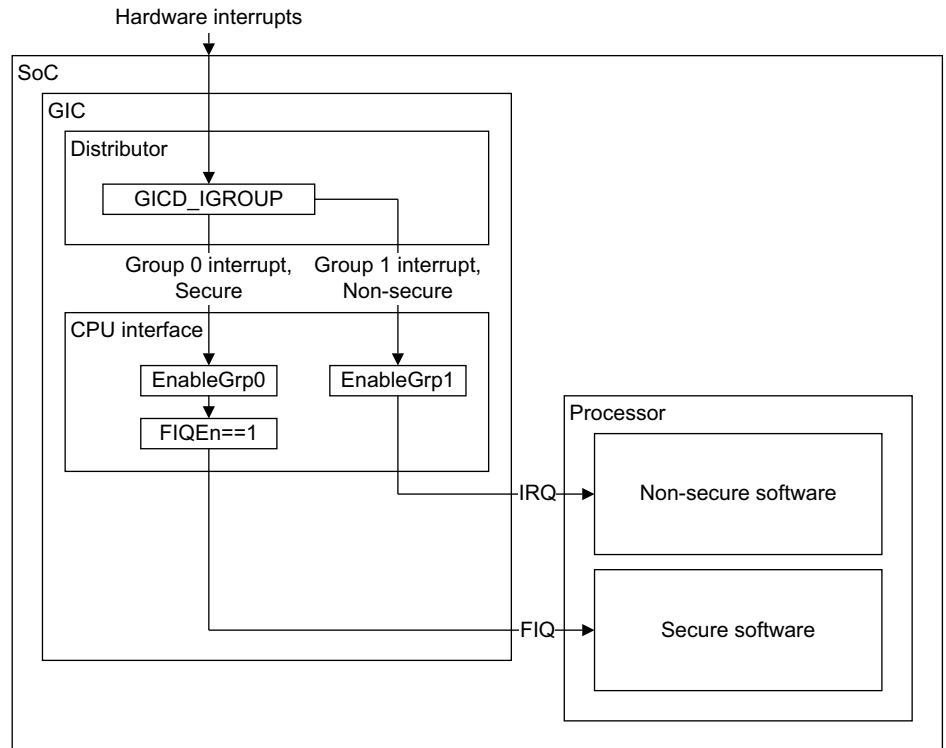 Hardware interrupts
SoC
GIC
Distributor
GICD_IGROUP
Group 0 interrupt,
Secure
Group 1 interrupt,
Non-secure
CPU interface
EnableGrp0
EnableGrp1
FIQEn==1
Processor
IRQ
Non-secure software
FIQ
Secure software